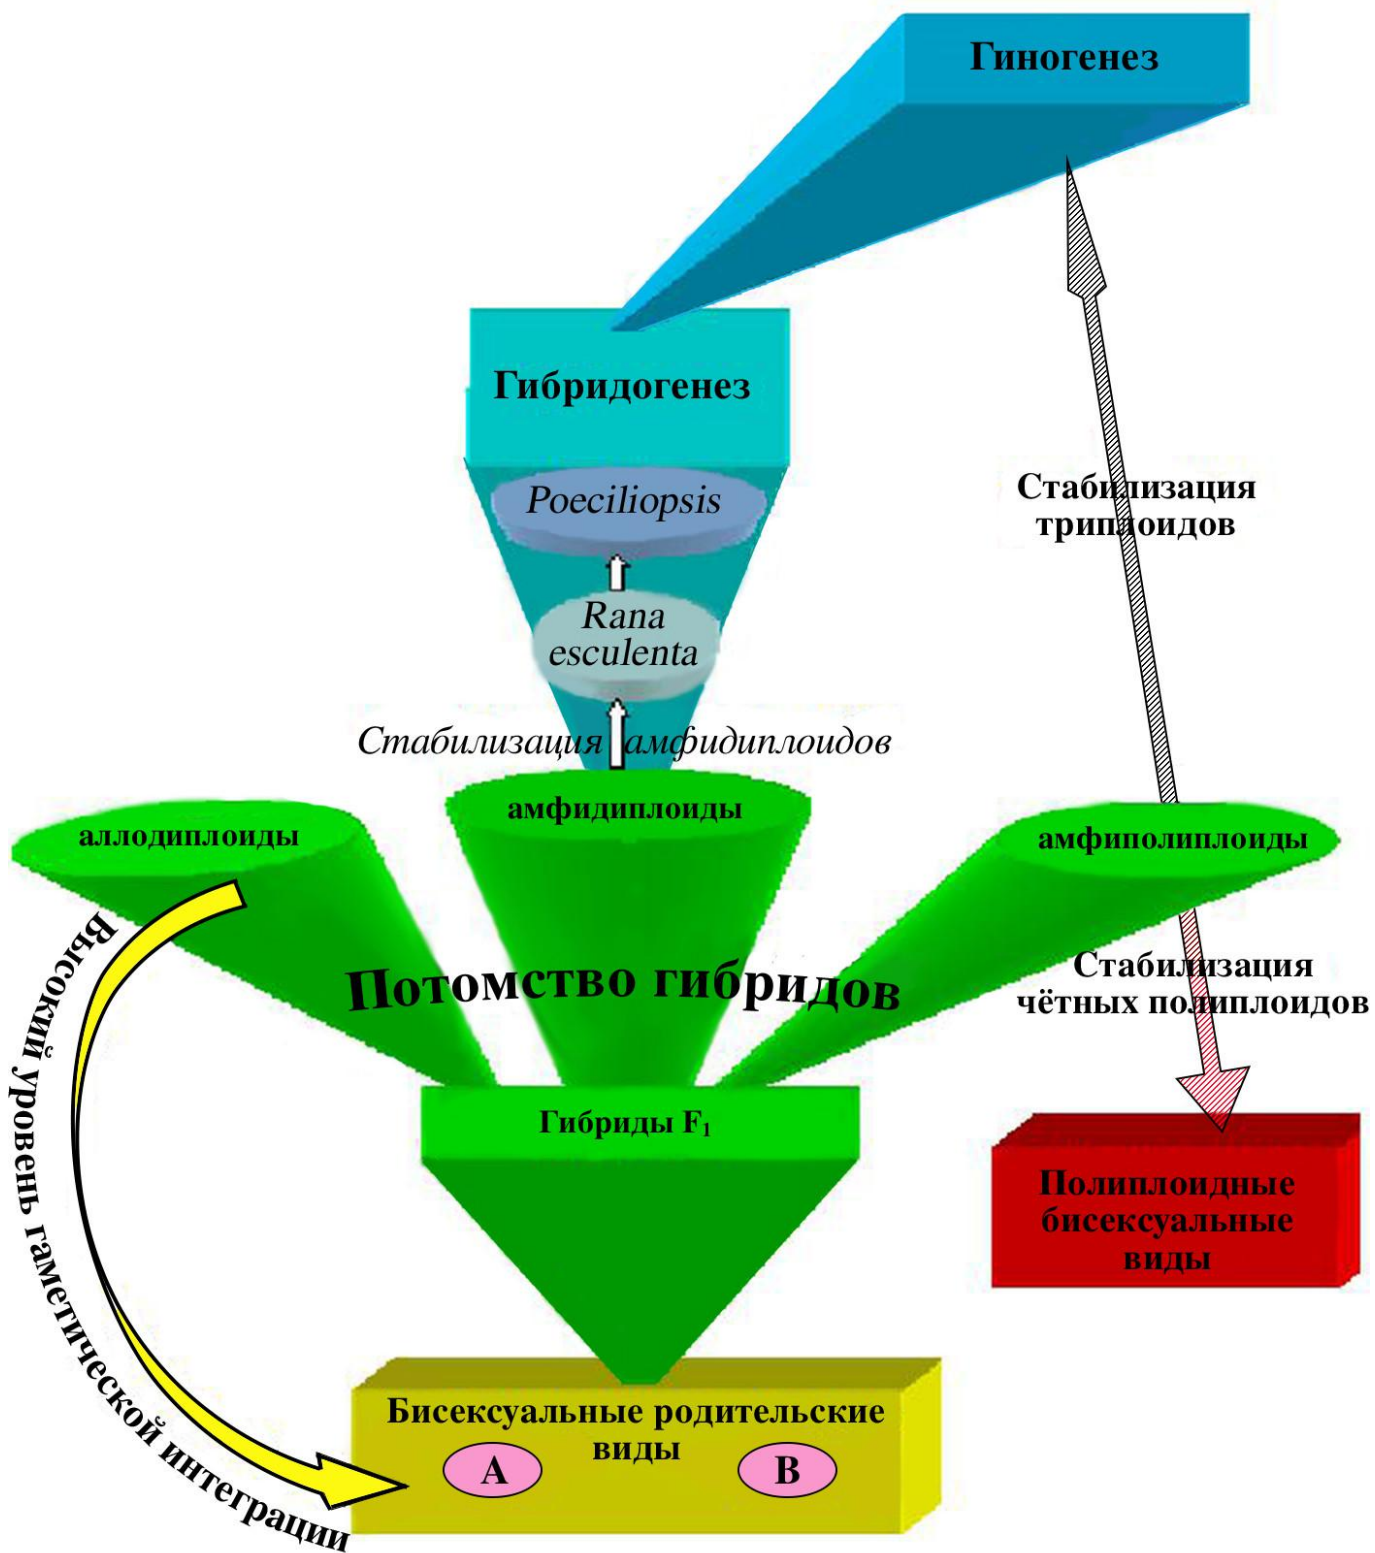 Гиногенез
Гибридогенез
Poeciliopsis
Стабилизация
триплоидов
Rana
esculenta
Стабилизация амфидиплоидов
аллодиплоиды
амфидиплоиды
амфиполиплоиды
Высокий уровень гаметической интеграции
Потомство гибридов
Стабилизация
чётных полиплоидов
Гибриды F₁
Полиплоидные
бисексуальные
виды
Бисексуальные родительские
виды
A
B